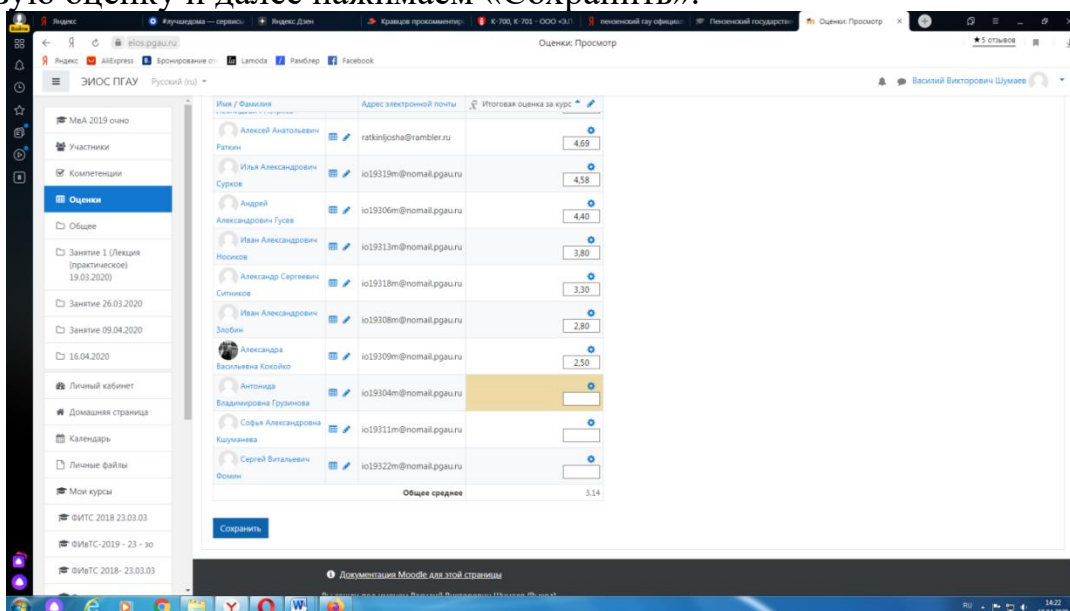 вую оценку и далее нажимаем «Сохранить».
Яндекс
#лучшедома — сервисы
Яндекс Дзен
Кравцов прокомментир
К-700, К-701 - ООО «З.П.
пензенский гау официал
Пензенский государстве
Оценки: Просмотр
eios.pgau.ru
Оценки: Просмотр
★5 отзывов
Яндекс
AliExpress
Бронирование от
Lamoda
Рамблер
Facebook
ЭИОС ПГАУ
Русский (ru)
Василий Викторович Шумаев
МвА 2019 очно
Участники
Компетенции
Оценки
Общее
Занятие 1 (Лекция
(практическое)
19.03.2020)
Занятие 26.03.2020
Занятие 09.04.2020
16.04.2020
Личный кабинет
Домашняя страница
Календарь
Личные файлы
Мои курсы
ФИТС 2018 23.03.03
ФИвТС-2019 - 23 - зо
ФИвТС 2018- 23.03.03
Имя / Фамилия
Адрес электронной почты
Итоговая оценка за курс
Алексей Анатольевич
Раткин
ratkinljosha@rambler.ru
4,69
Илья Александрович
Сурков
io19319m@nomail.pgau.ru
4,58
Андрей
Александрович Гусев
io19306m@nomail.pgau.ru
4,40
Иван Александрович
Носиков
io19313m@nomail.pgau.ru
3,80
Александр Сергеевич
Ситников
io19318m@nomail.pgau.ru
3,30
Иван Александрович
Злобин
io19308m@nomail.pgau.ru
2,80
Александра
Васильевна Кокойко
io19309m@nomail.pgau.ru
2,50
Антонида
Владимировна Грузинова
io19304m@nomail.pgau.ru
Софья Александровна
Кшуманева
io19311m@nomail.pgau.ru
Сергей Витальевич
Фомин
io19322m@nomail.pgau.ru
Общее среднее
3,14
Сохранить
Документация Moodle для этой страницы
RU
14:22